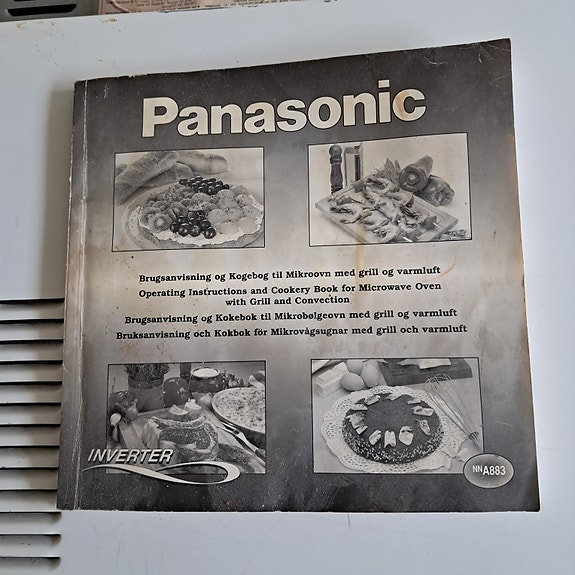 Panasonic
Brugsanvisning og Kogebog til Mikroovn med grill og varmluft
Operating Instructions and Cookery Book for Microwave Oven
with Grill and Convection
Brugsanvisning og Kokebok til Mikrobølgeovn med grill og varmluft
Bruksanvisning och Kokbok för Mikrovågsugnar med grill och varmluft
INVERTER
NNA883